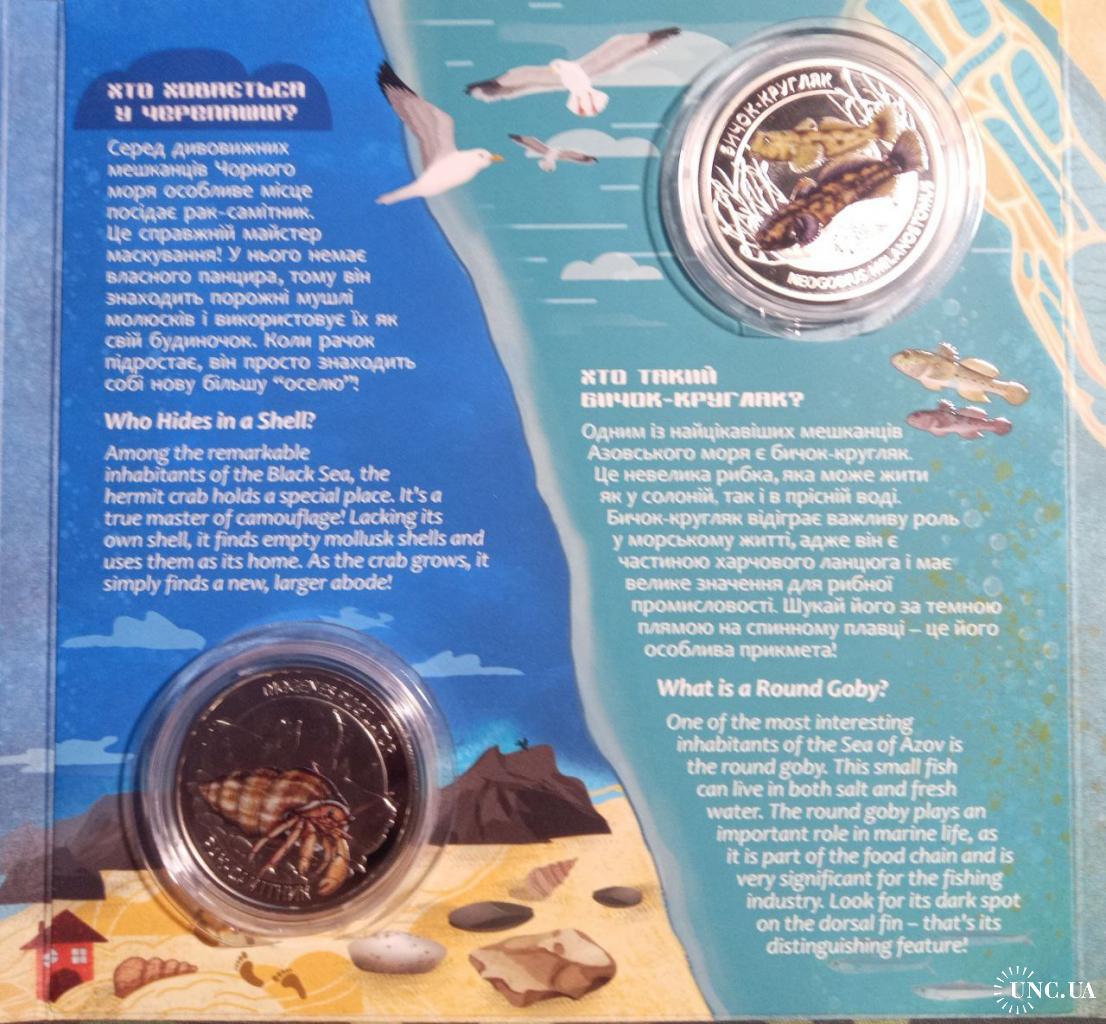 ХТО ХОВАЄТЬСЯ
У ЧЕРЕПАШЦІ?
Серед дивовижних
мешканців Чорного
моря особливе місце
посідає рак-самітник.
Це справжній майстер
маскування! У нього немає
власного панцира, тому він
знаходить порожні мушлі
молюсків і використовує їх як
свій будиночок. Коли рачок
підростає, він просто знаходить
собі нову більшу “оселю”!
Who Hides in a Shell?
Among the remarkable
inhabitants of the Black Sea, the
hermit crab holds a special place. It's a
true master of camouflage! Lacking its
own shell, it finds empty mollusk shells and
uses them as its home. As the crab grows, it
simply finds a new, larger abode!
DIOGENES
БИЧОК-КРУГЛЯК
NEOGOBIUS MELANOSTOMUS
ХТО ТАКИЙ
БИЧОК-КРУГЛЯК?
Одним із найцікавіших мешканців
Азовського моря є бичок-кругляк.
Це невелика рибка, яка може жити
як у солоній, так і в прісній воді.
Бичок-кругляк відіграє важливу роль
у морському житті, адже він є
частиною харчового ланцюга і має
велике значення для рибної
промисловості. Шукай його за темною
плямою на спинному плавці – це його
особлива прикмета!
What is a Round Goby?
One of the most interesting
inhabitants of the Sea of Azov is
the round goby. This small fish
can live in both salt and fresh
water. The round goby plays an
important role in marine life, as
it is part of the food chain and is
very significant for the fishing
industry. Look for its dark spot
on the dorsal fin – that's its
distinguishing feature!
UNC.UA